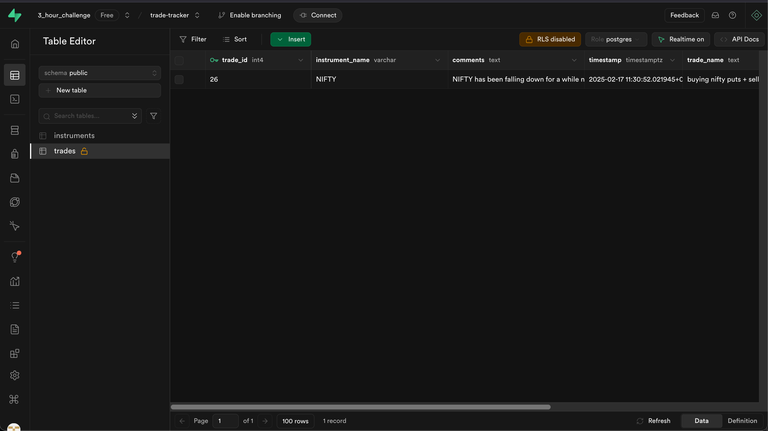 3_hour_challenge Free / trade-tracker Enable branching Connect Feedback
Table Editor
Filter Sort Insert RLS disabled Role postgres Realtime on API Docs
schema public
New table
Search tables...
instruments
trades
trade_id int4 instrument_name varchar comments text timestamp timestamptz trade_name text
26 NIFTY NIFTY has been falling down for a while n 2025-02-17 11:30:52.021945+0 buying nifty puts + sell
Page 1 of 1 100 rows 1 record Refresh Data Definition